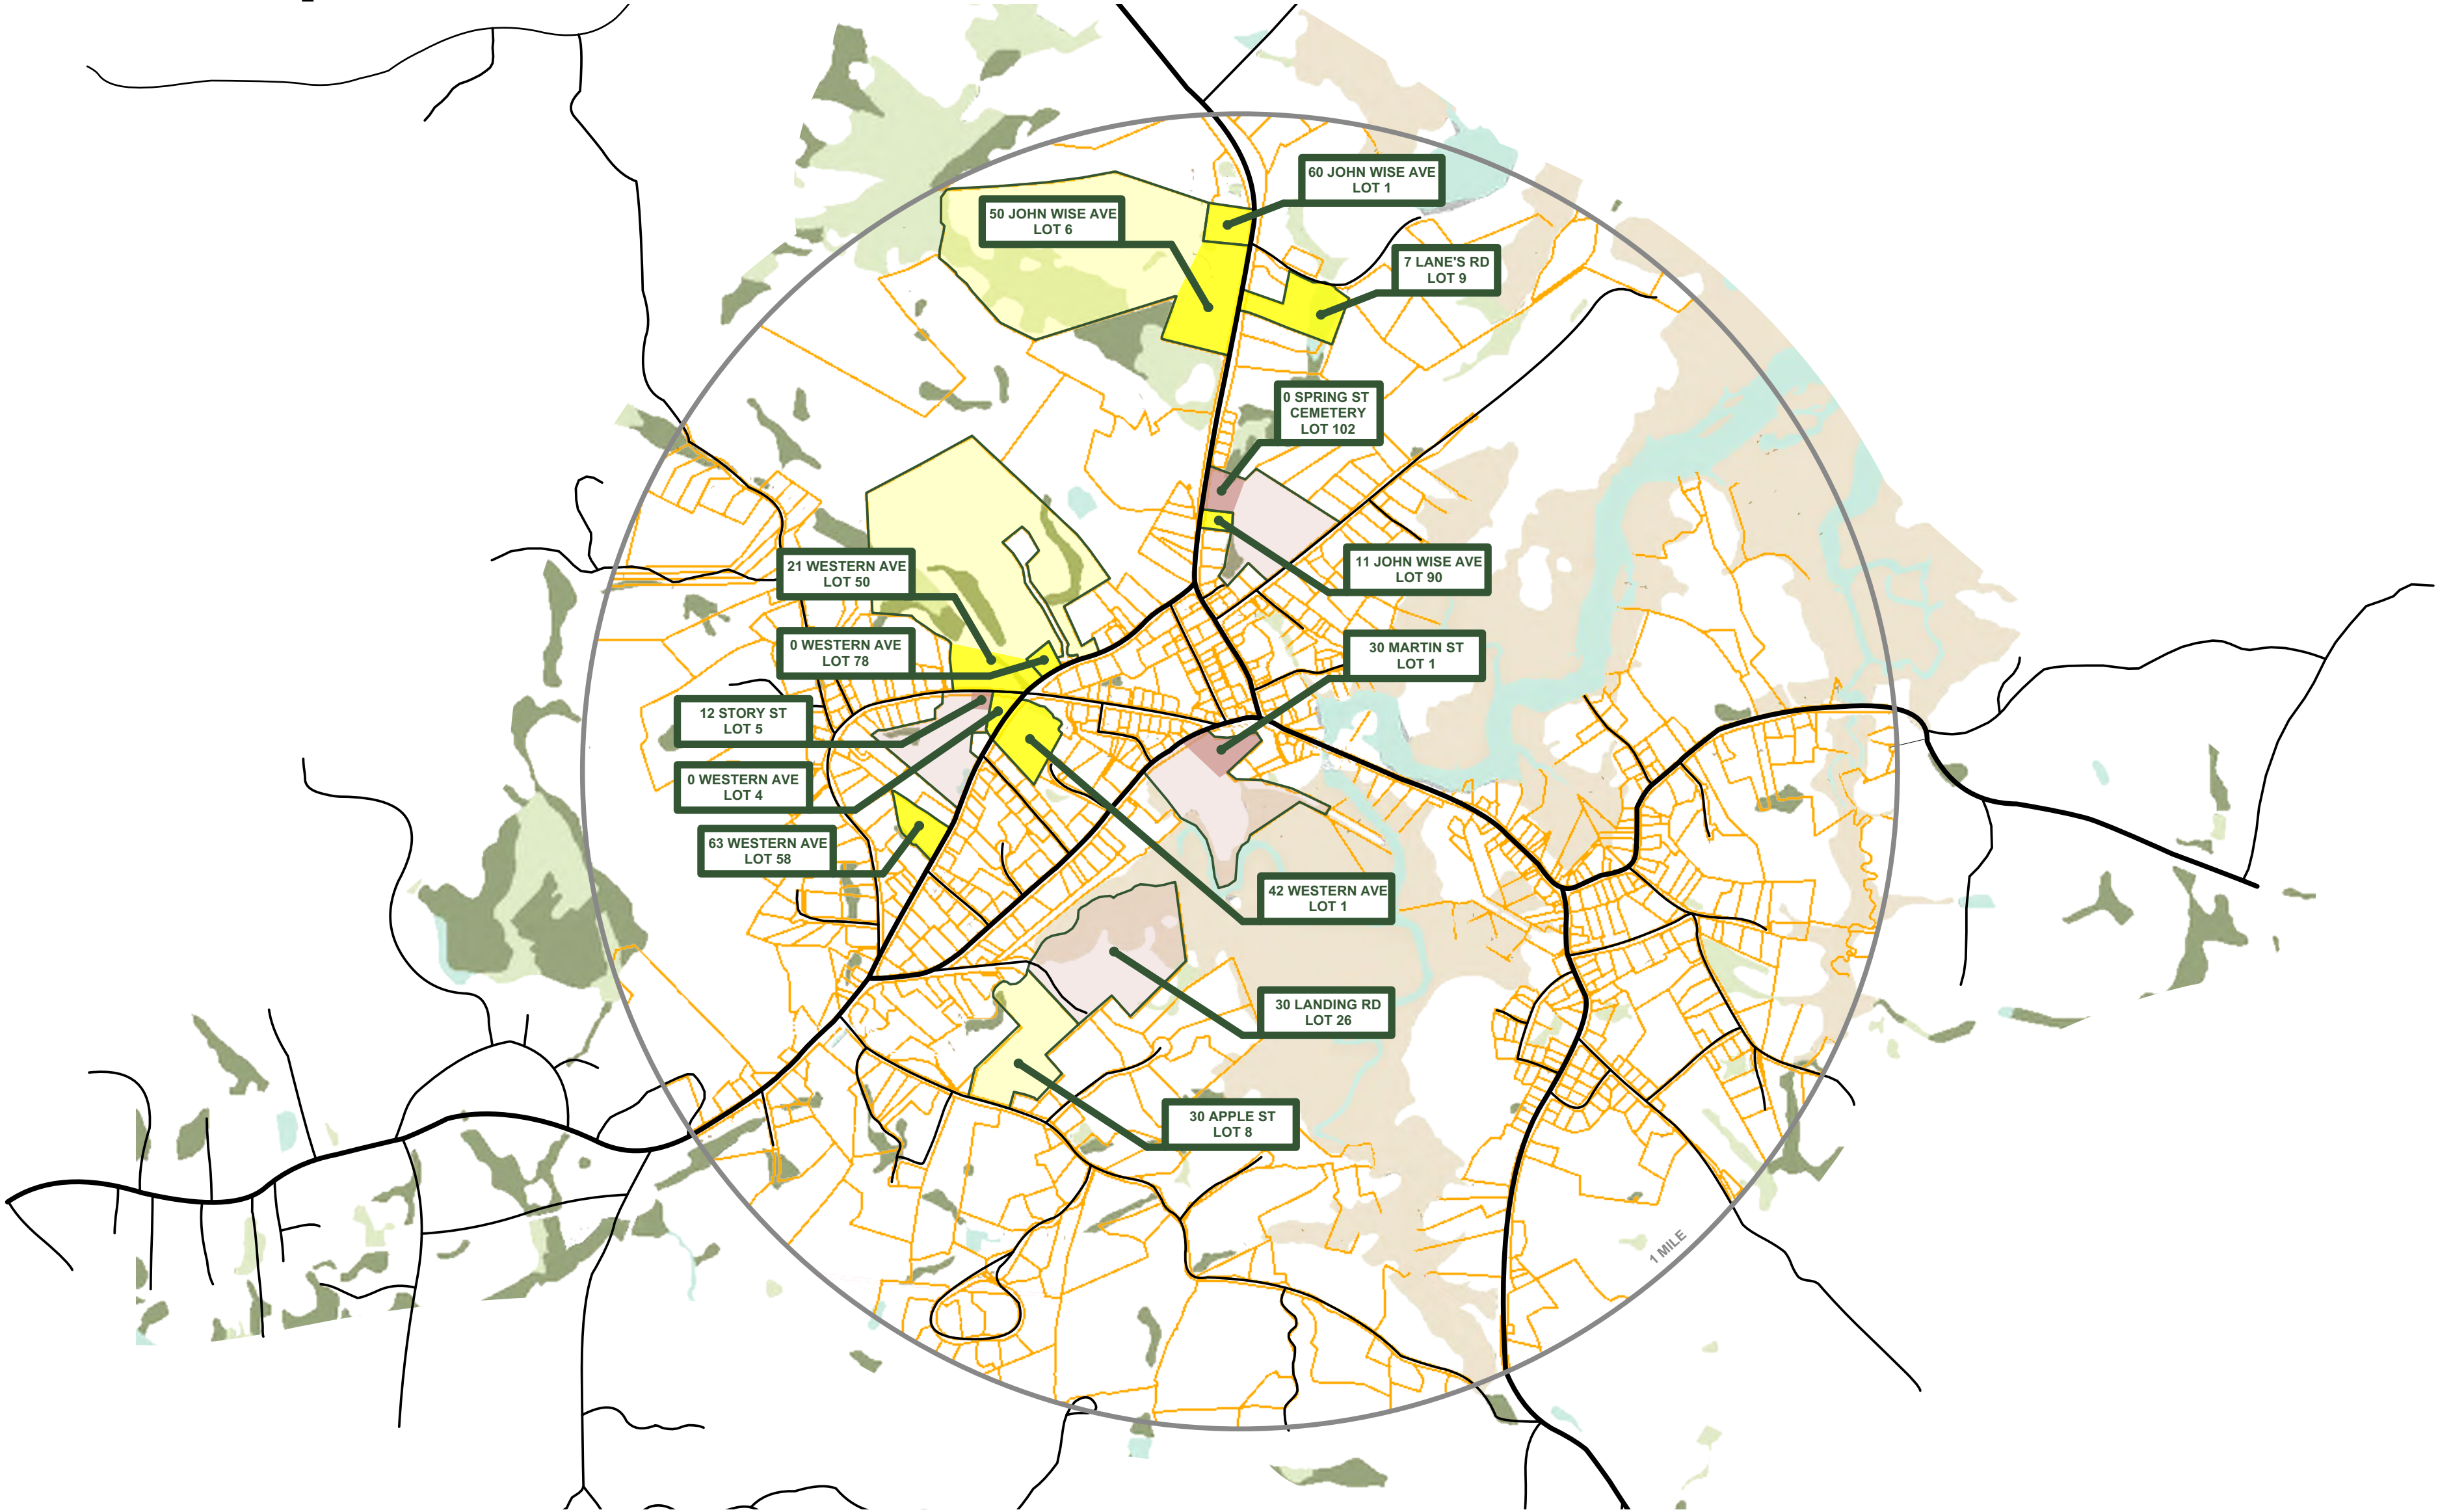 60 JOHN WISE AVE
LOT 1
50 JOHN WISE AVE
LOT 6
7 LANE'S RD
LOT 9
0 SPRING ST
CEMETERY
LOT 102
21 WESTERN AVE
LOT 50
11 JOHN WISE AVE
LOT 90
0 WESTERN AVE
LOT 78
30 MARTIN ST
LOT 1
12 STORY ST
LOT 5
0 WESTERN AVE
LOT 4
63 WESTERN AVE
LOT 58
42 WESTERN AVE
LOT 1
30 LANDING RD
LOT 26
30 APPLE ST
LOT 8
1 MILE